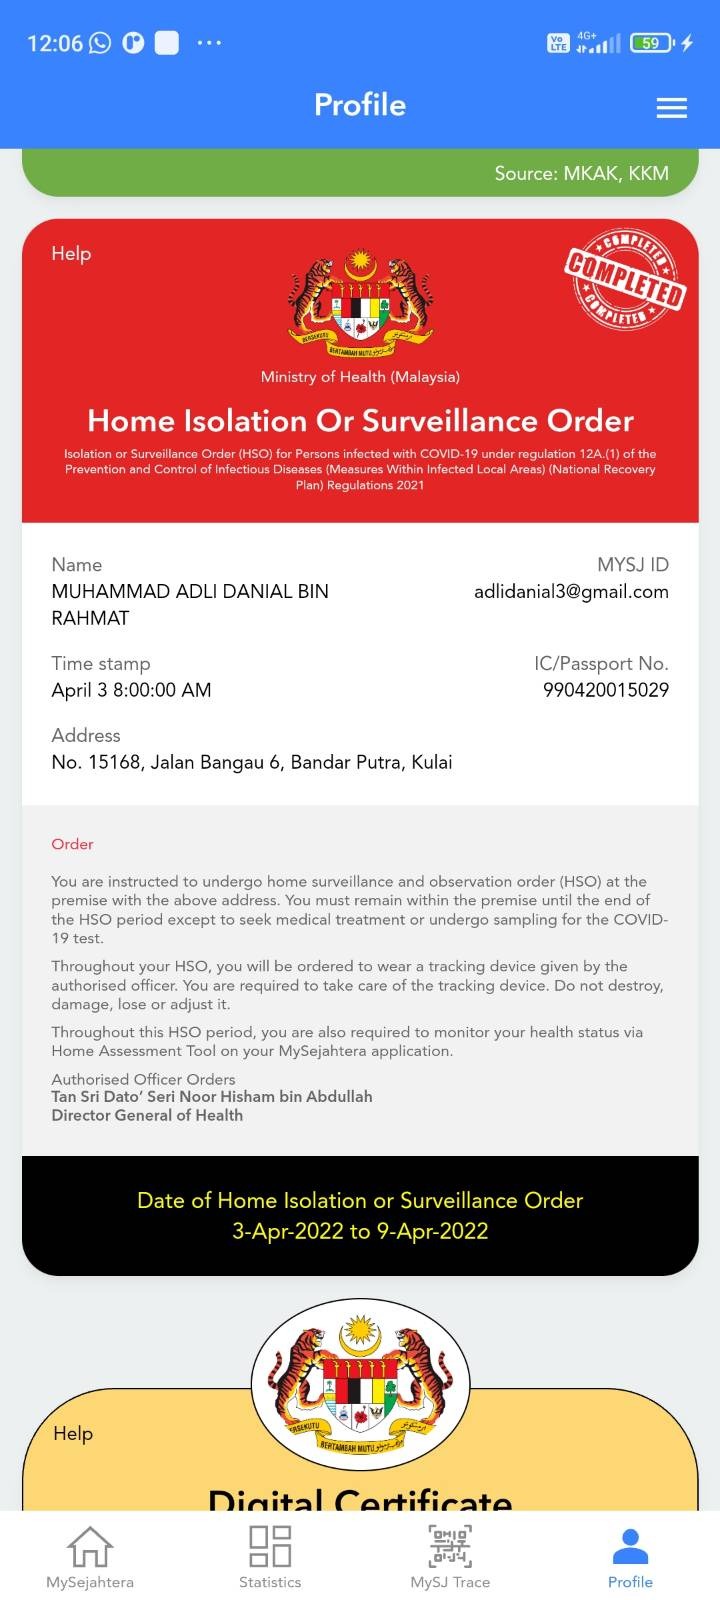 12:06
Vo LTE 4G+ 59
Profile
Source: MKAK, KKM
Help
COMPLETED
COMPLETED
COMPLETED
BERSEKUTU BERTAMBAH MUTU
Ministry of Health (Malaysia)
Home Isolation Or Surveillance Order
Isolation or Surveillance Order (HSO) for Persons infected with COVID-19 under regulation 12A.(1) of the
Prevention and Control of Infectious Diseases (Measures Within Infected Local Areas) (National Recovery
Plan) Regulations 2021
Name
MUHAMMAD ADLI DANIAL BIN
RAHMAT
MYSJ ID
adlidanial3@gmail.com
Time stamp
April 3 8:00:00 AM
IC/Passport No.
990420015029
Address
No. 15168, Jalan Bangau 6, Bandar Putra, Kulai
Order
You are instructed to undergo home surveillance and observation order (HSO) at the
premise with the above address. You must remain within the premise until the end of
the HSO period except to seek medical treatment or undergo sampling for the COVID-
19 test.
Throughout your HSO, you will be ordered to wear a tracking device given by the
authorised officer. You are required to take care of the tracking device. Do not destroy,
damage, lose or adjust it.
Throughout this HSO period, you are also required to monitor your health status via
Home Assessment Tool on your MySejahtera application.
Authorised Officer Orders
Tan Sri Dato’ Seri Noor Hisham bin Abdullah
Director General of Health
Date of Home Isolation or Surveillance Order
3-Apr-2022 to 9-Apr-2022
BERTAMBAH MUTU
Help
Digital Certificate
MySejahtera
Statistics
MySJ Trace
Profile